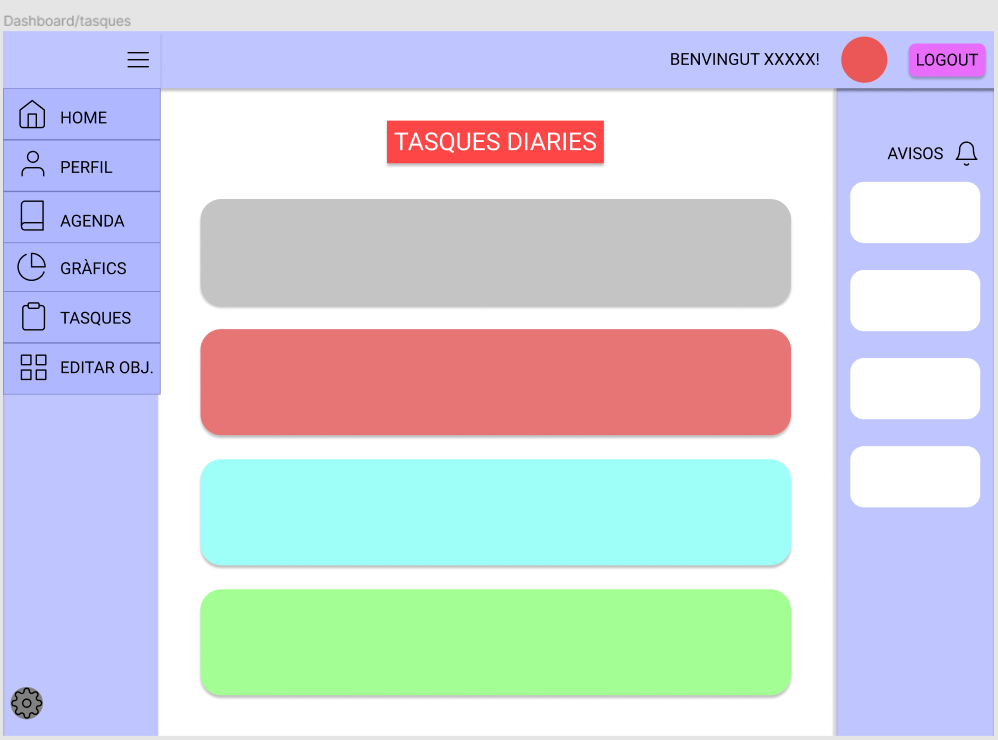 Dashboard/tasques
BENVINGUT XXXXX!
LOGOUT
HOME
PERFIL
AGENDA
GRÀFICS
TASQUES
EDITAR OBJ.
TASQUES DIARIES
AVISOS